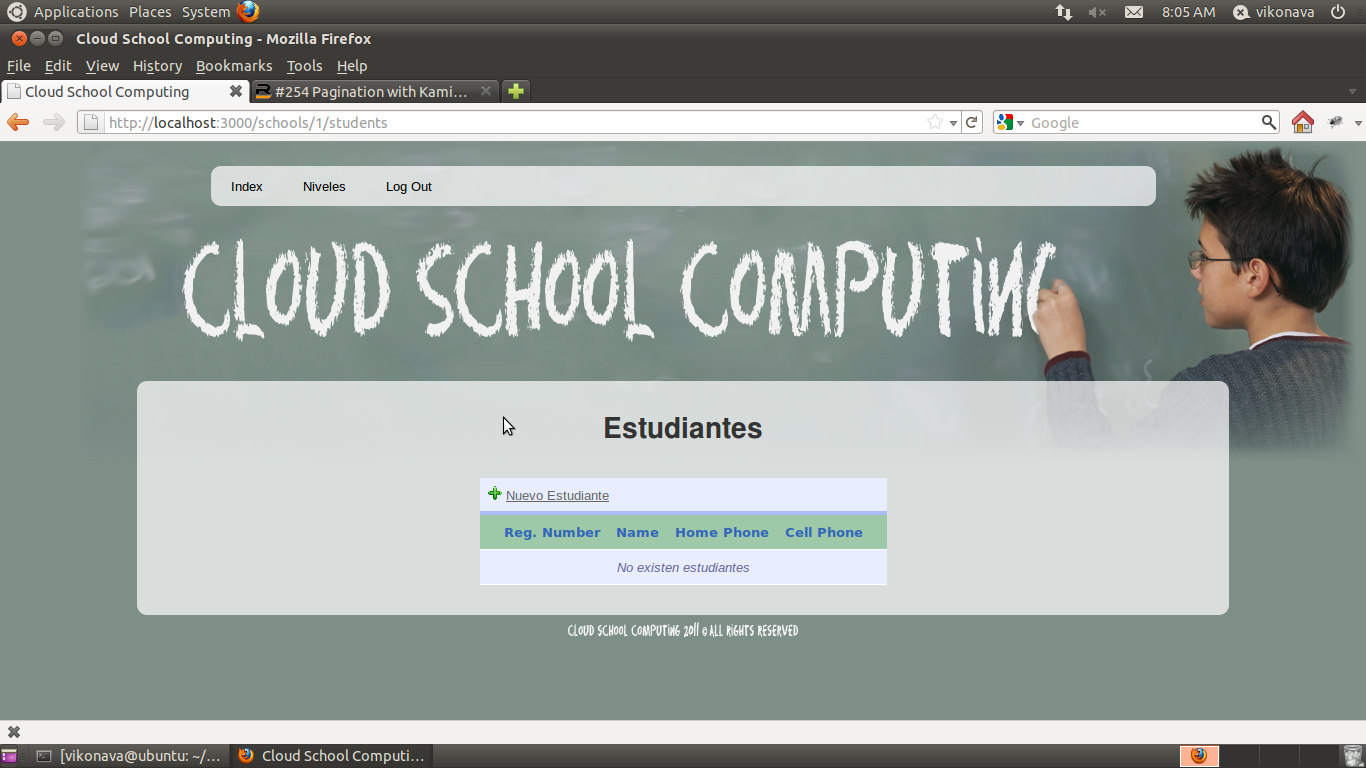 Applications Places System 8:05 AM vikonava
Cloud School Computing - Mozilla Firefox
File Edit View History Bookmarks Tools Help
Cloud School Computing #254 Pagination with Kami…
http://localhost:3000/schools/1/students Google
Index Niveles Log Out
CLOUD SCHOOL COMPUTING
Estudiantes
Nuevo Estudiante
Reg. Number Name Home Phone Cell Phone
No existen estudiantes
CLOUD SCHOOL COMPUTING 2011 © ALL RIGHTS RESERVED
[vikonava@ubuntu: ~/… Cloud School Computi…